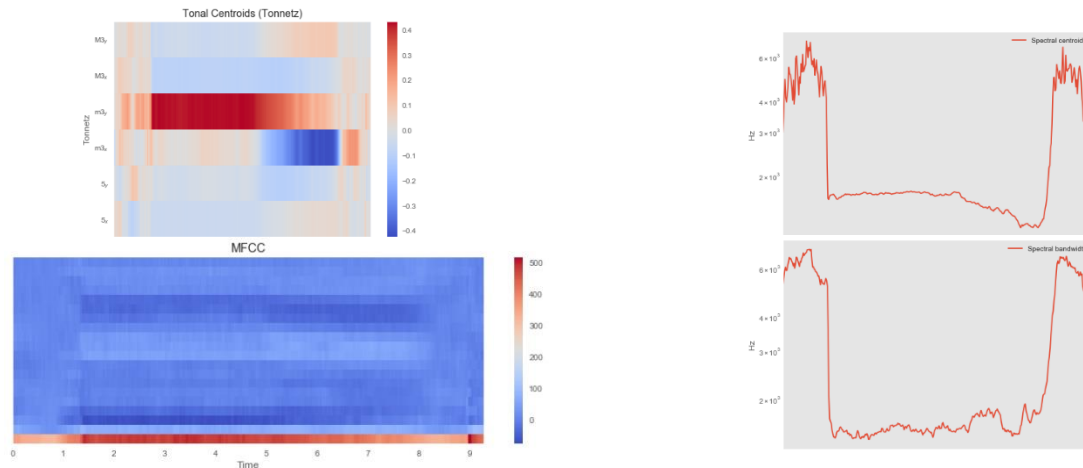 Tonal Centroids (Tonnetz)
Tonnetz
M3ᵧ
M3ₓ
m3ᵧ
m3ₓ
5ᵧ
5ₓ
0.4
0.3
0.2
0.1
0.0
−0.1
−0.2
−0.3
−0.4
MFCC
0 1 2 3 4 5 6 7 8 9
Time
500
400
300
200
100
0
Spectral centroid
Hz
6 × 10³
4 × 10³
3 × 10³
2 × 10³
Spectral bandwidth
Hz
6 × 10³
4 × 10³
3 × 10³
2 × 10³